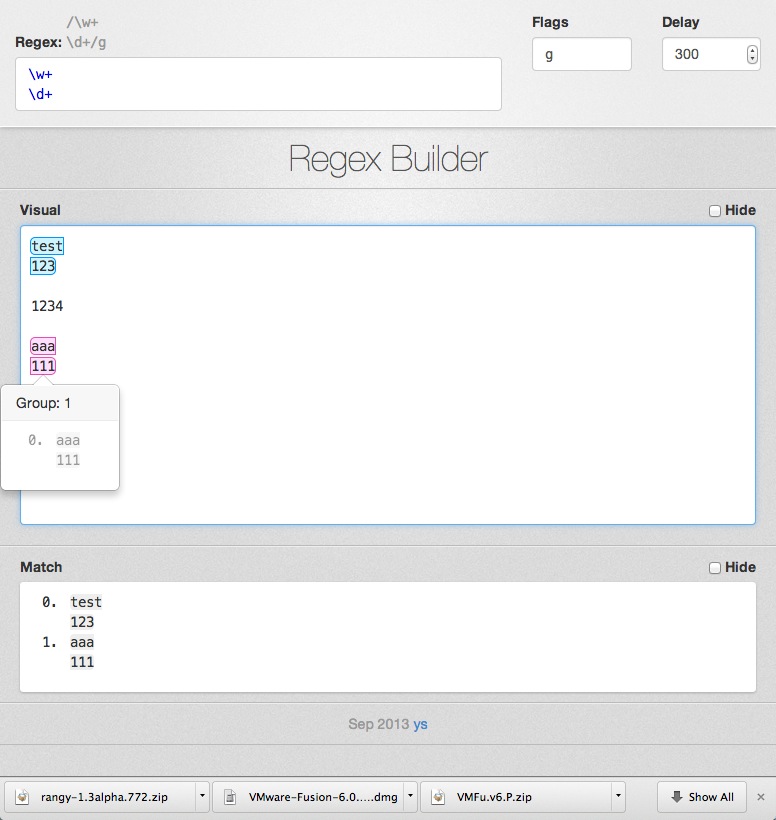 /\w+
Regex: \d+/g
\w+
\d+
Flags
g
Delay
300
Regex Builder
Visual
Hide
test
123
1234
aaa
111
Group: 1
0. aaa
111
Match
Hide
0. test
123
1. aaa
111
Sep 2013 ys
rangy-1.3alpha.772.zip
VMware-Fusion-6.0.....dmg
VMFu.v6.P.zip
Show All